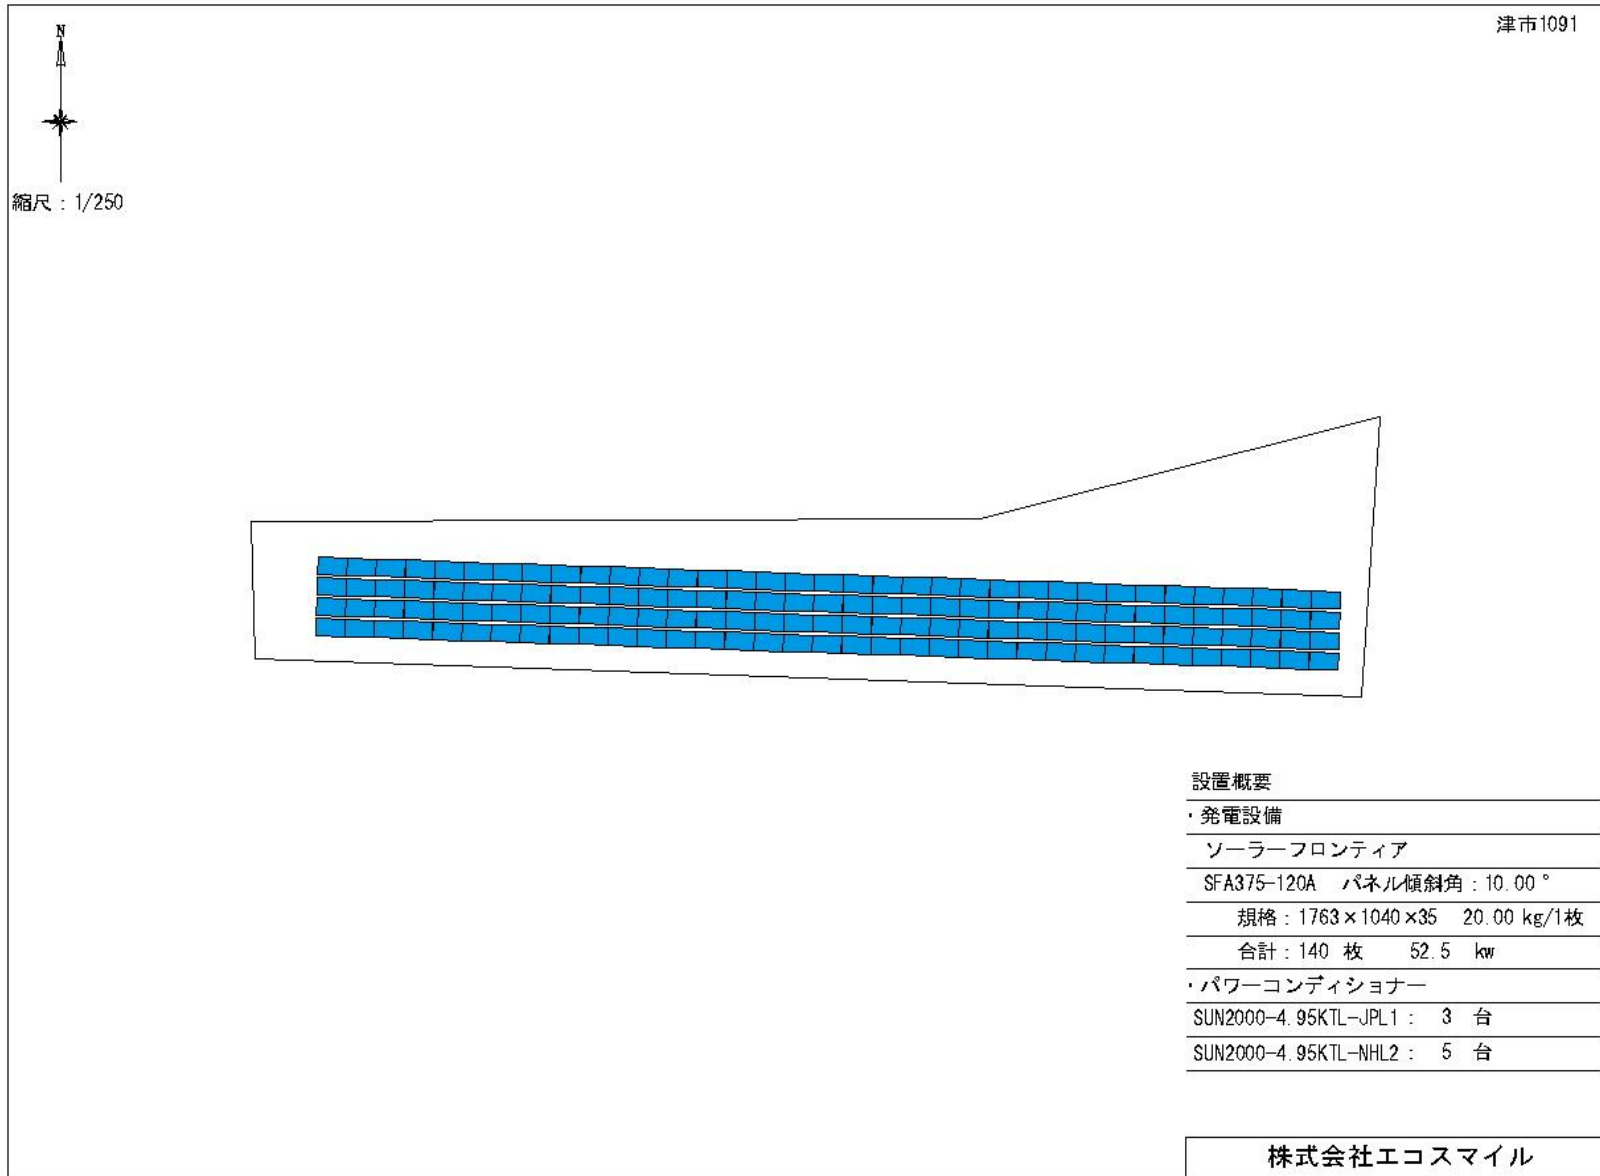 津市1091
N
縮尺：1/250
設置概要
・発電設備
ソーラーフロンティア
SFA375-120A パネル傾斜角：10.00°
規格：1763×1040×35 20.00 kg/1枚
合計：140 枚 52.5 kw
・パワーコンディショナー
SUN2000-4.95KTL-JPL1： 3 台
SUN2000-4.95KTL-NHL2： 5 台
株式会社エコスマイル